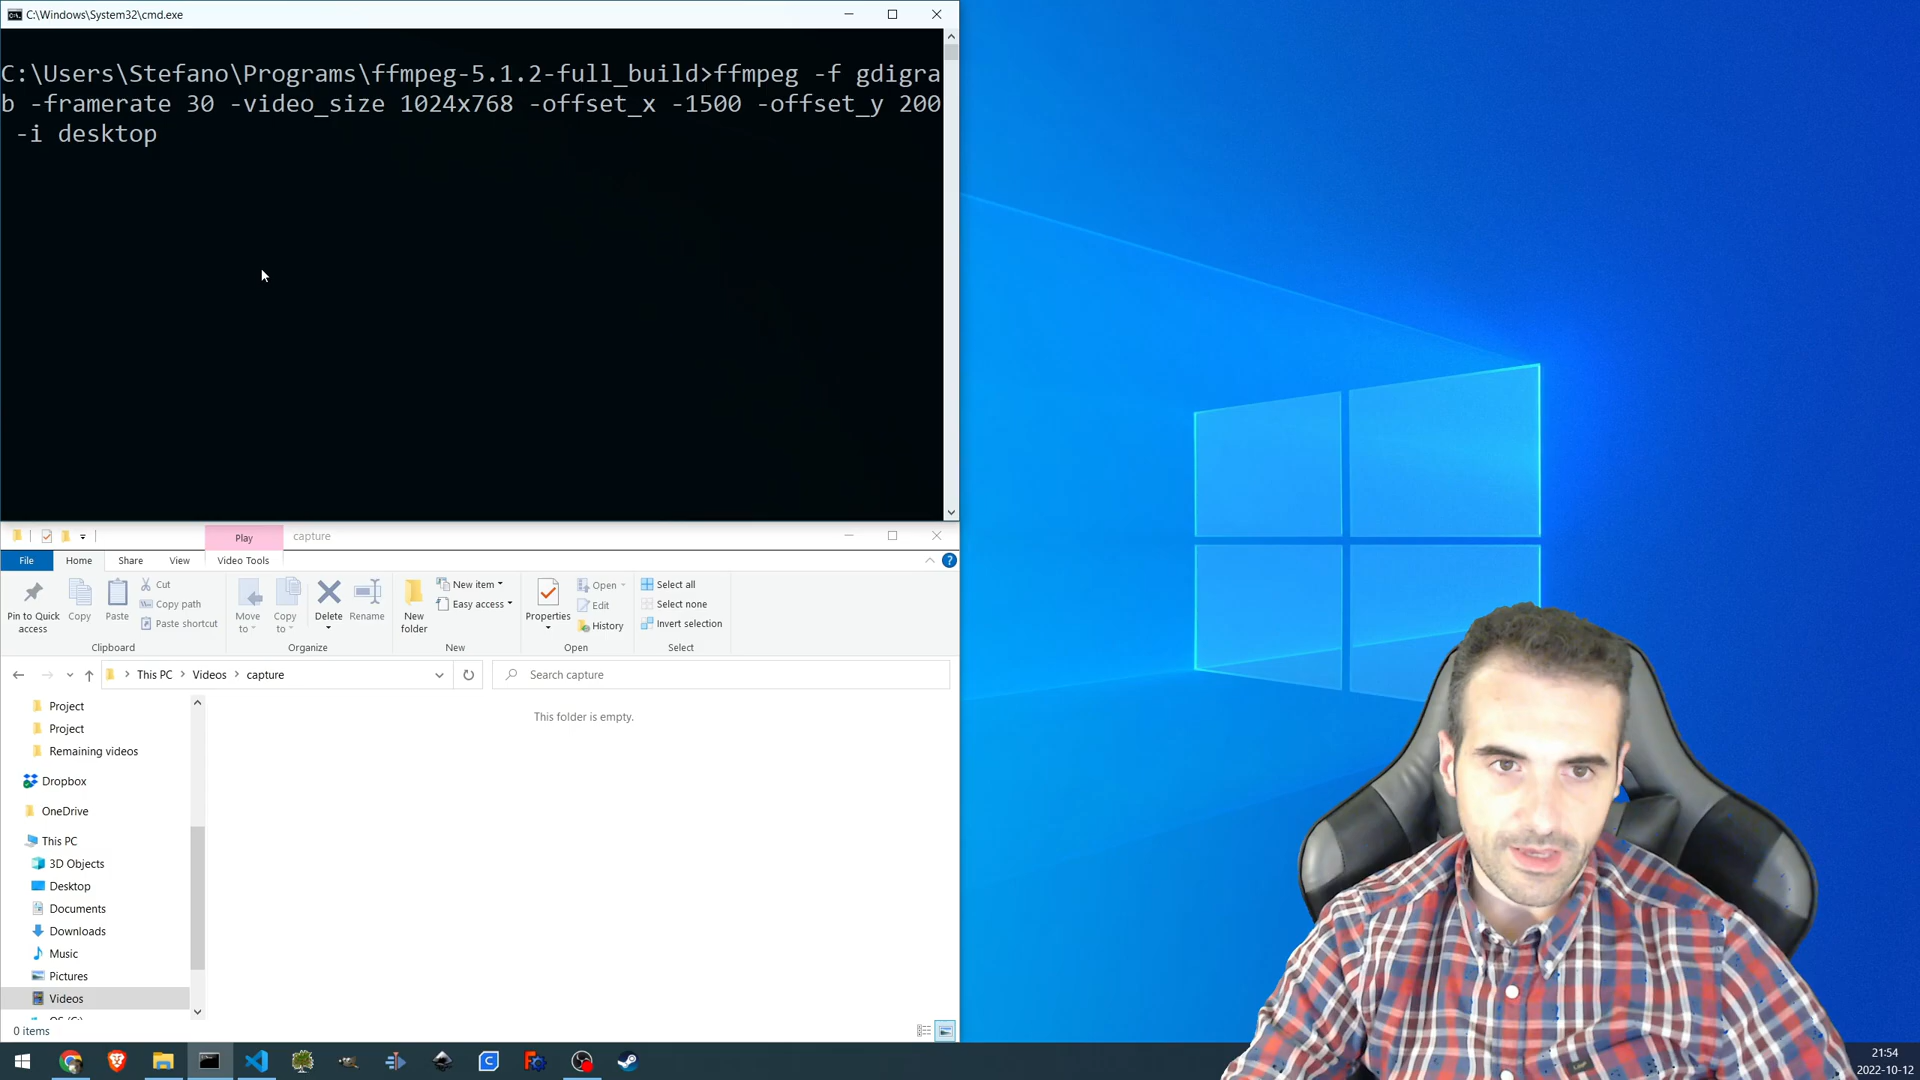 C:\Windows\System32\cmd.exe
C:\Users\Stefano\Programs\ffmpeg-5.1.2-full_build>ffmpeg -f gdigra
b -framerate 30 -video_size 1024x768 -offset_x -1500 -offset_y 200
-i desktop
Play
capture
File
Home
Share
View
Video Tools
Pin to Quick
access
Copy
Paste
Cut
Copy path
Paste shortcut
Clipboard
Move
to
Copy
to
Delete
Rename
Organize
New
folder
New item
Easy access
New
Properties
Open
Edit
History
Open
Select all
Select none
Invert selection
Select
This PC
Videos
capture
Search capture
Project
Project
Remaining videos
Dropbox
OneDrive
This PC
3D Objects
Desktop
Documents
Downloads
Music
Pictures
Videos
This folder is empty.
0 items
21:54
2022-10-12